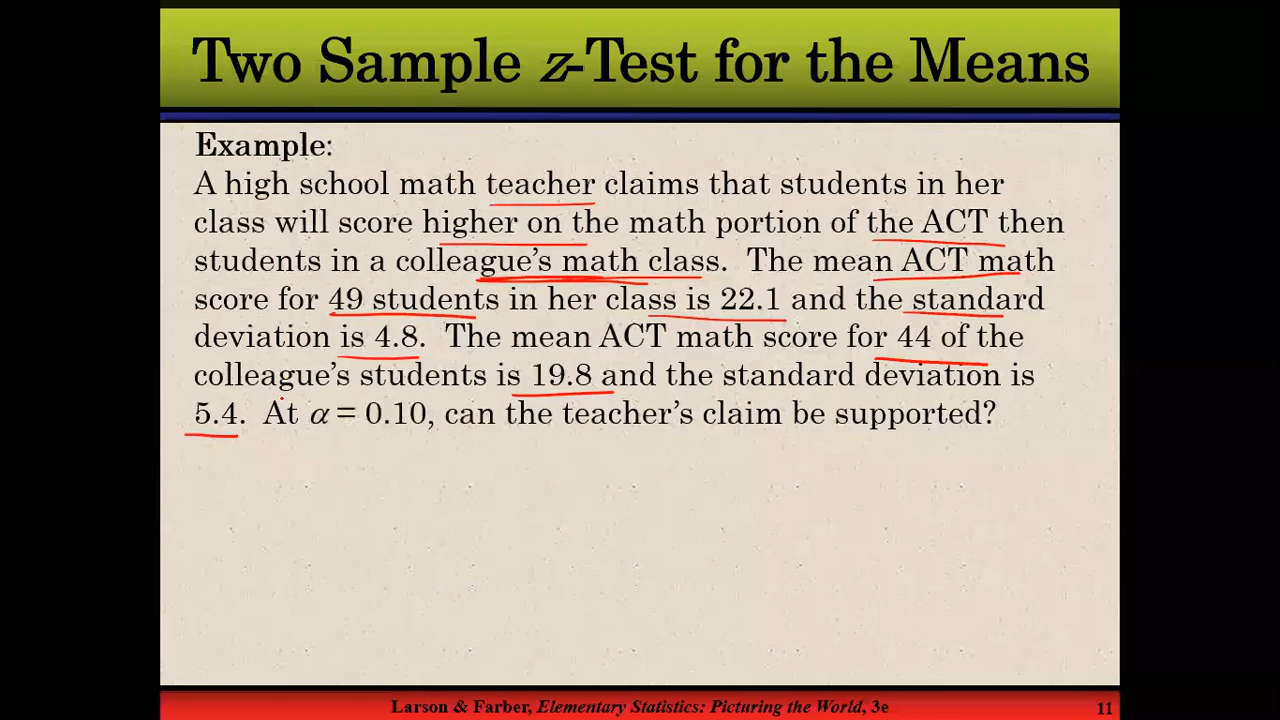 Two Sample z-Test for the Means
Example:
A high school math teacher claims that students in her
class will score higher on the math portion of the ACT then
students in a colleague's math class. The mean ACT math
score for 49 students in her class is 22.1 and the standard
deviation is 4.8. The mean ACT math score for 44 of the
colleague's students is 19.8 and the standard deviation is
5.4. At α = 0.10, can the teacher's claim be supported?
Larson & Farber, Elementary Statistics: Picturing the World, 3e
11